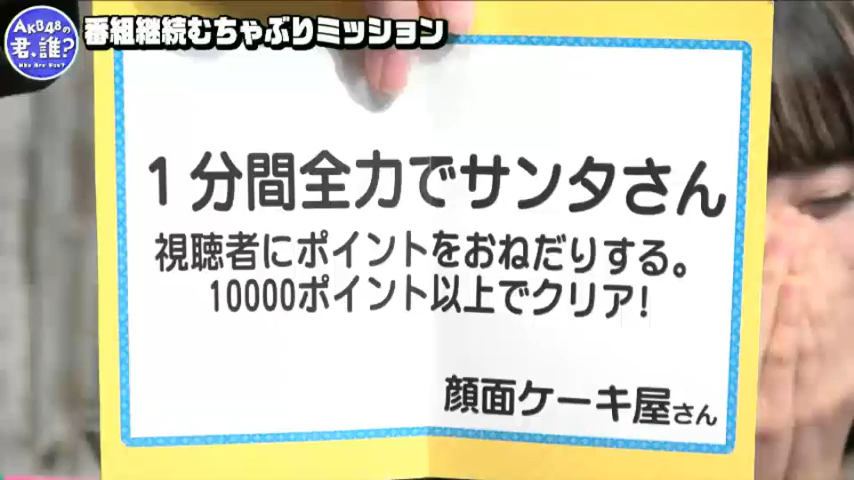 AKB48の
君、誰?
Who Are You?
番組継続むちゃぶりミッション
1分間全力でサンタさん
視聴者にポイントをおねだりする。
10000ポイント以上でクリア!
顔面ケーキ屋さん